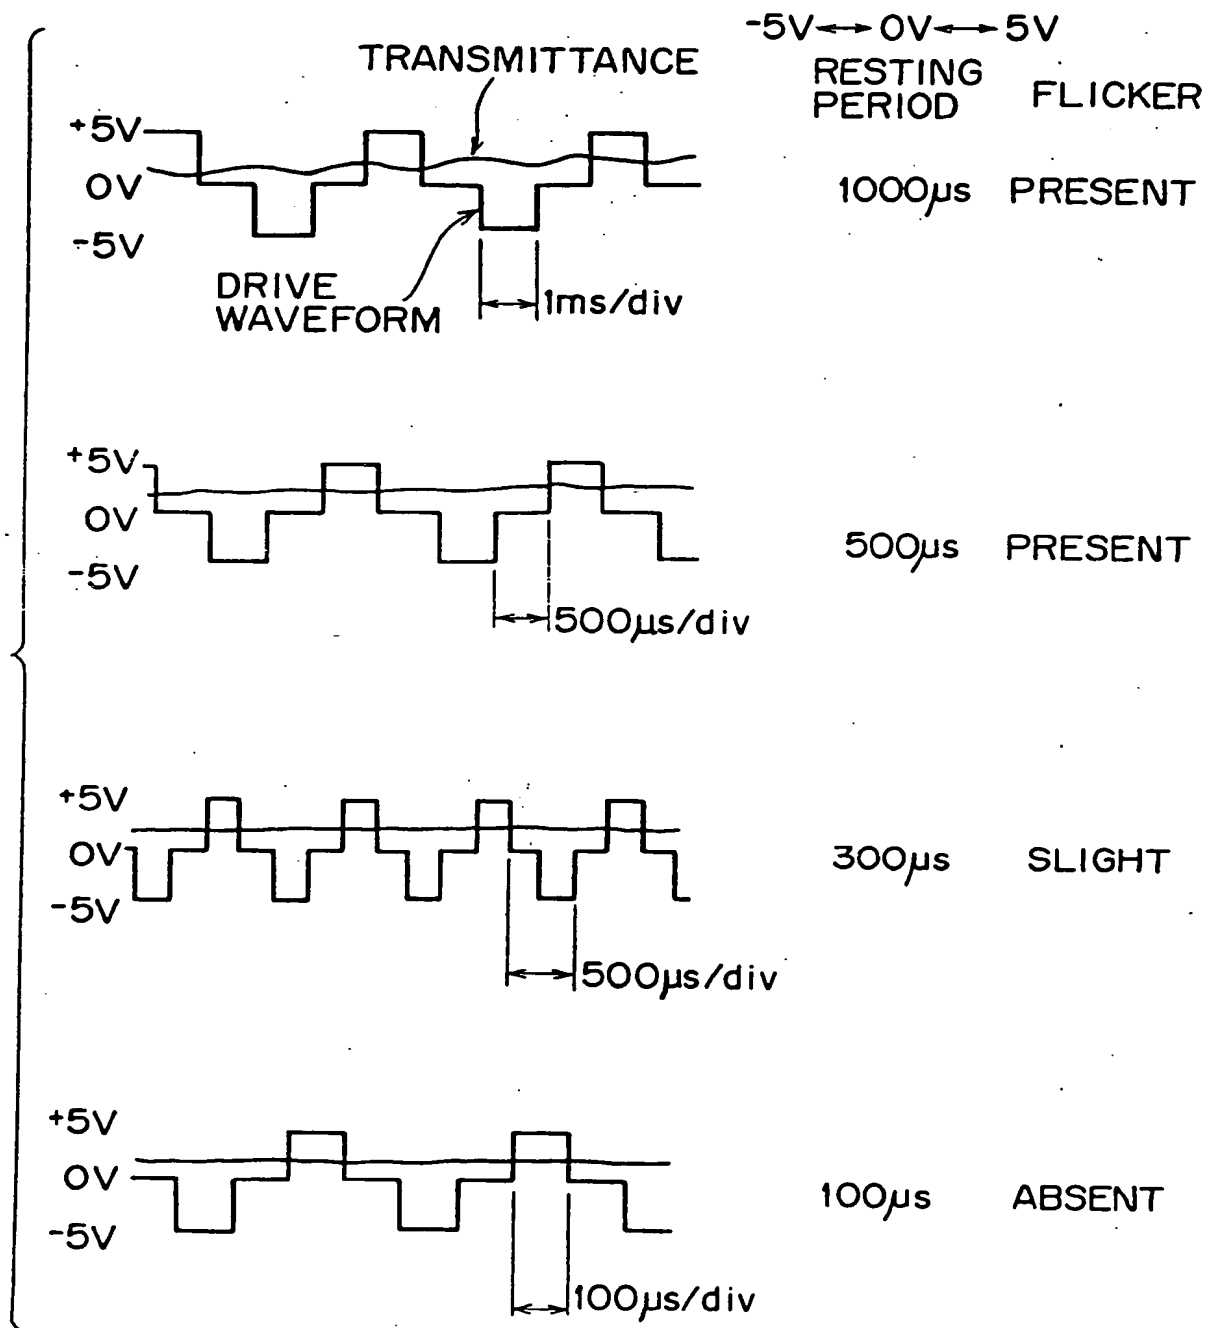 -5V↔0V↔5V
RESTING PERIOD
FLICKER
TRANSMITTANCE
+5V
0V
-5V
DRIVE WAVEFORM
1ms/div
1000μs PRESENT
+5V
0V
-5V
500μs/div
500μs PRESENT
+5V
0V
-5V
500μs/div
300μs SLIGHT
+5V
0V
-5V
100μs/div
100μs ABSENT